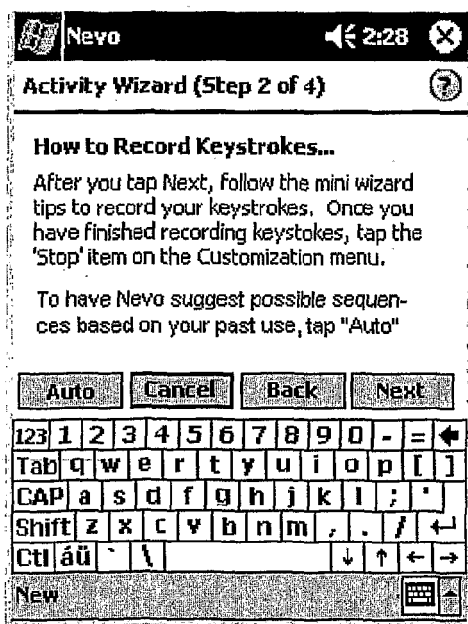 Nevo 2:28
Activity Wizard (Step 2 of 4)
How to Record Keystrokes...
After you tap Next, follow the mini wizard
tips to record your keystrokes. Once you
have finished recording keystokes, tap the
'Stop' item on the Customization menu.
To have Nevo suggest possible sequen-
ces based on your past use, tap "Auto"
Auto Cancel Back Next
123 1 2 3 4 5 6 7 8 9 0 - = ←
Tab q w e r t y u i o p [ ]
CAP a s d f g h j k l ; '
Shift z x c v b n m , . / ↵
Ctl áü ` \ ↓ ↑ ← →
New